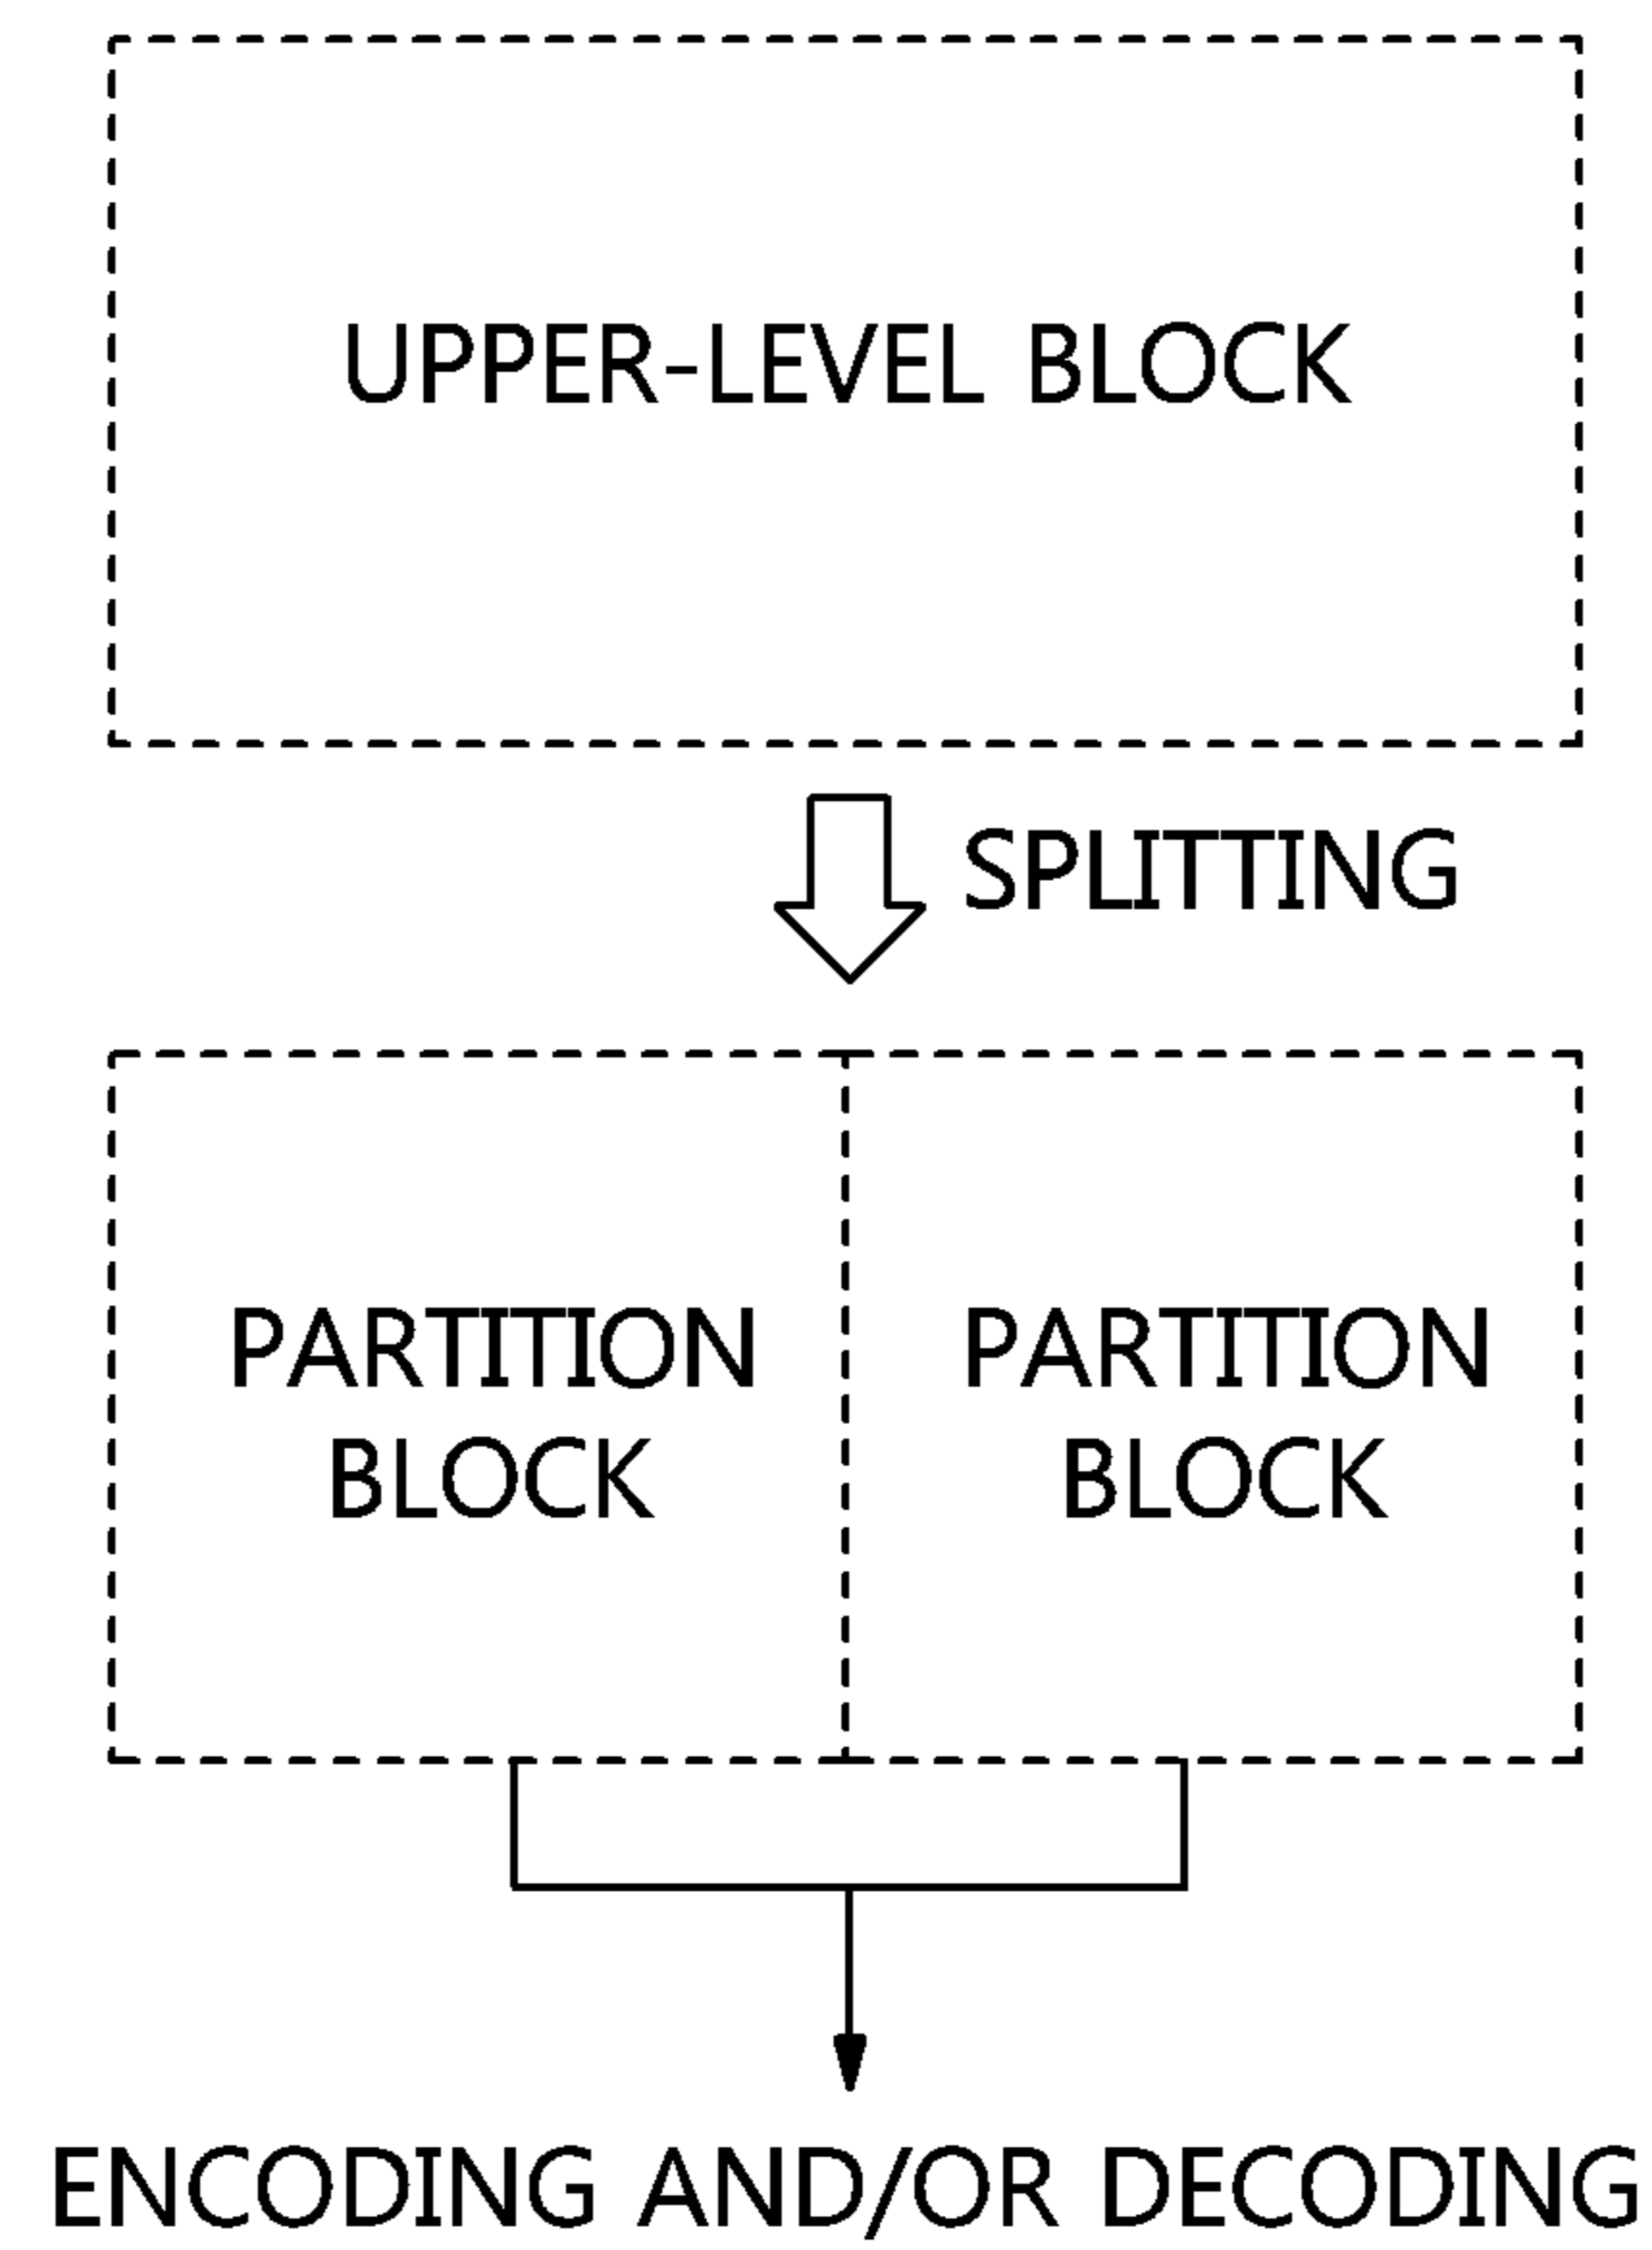 UPPER-LEVEL BLOCK
SPLITTING
PARTITION
BLOCK
PARTITION
BLOCK
ENCODING AND/OR DECODING